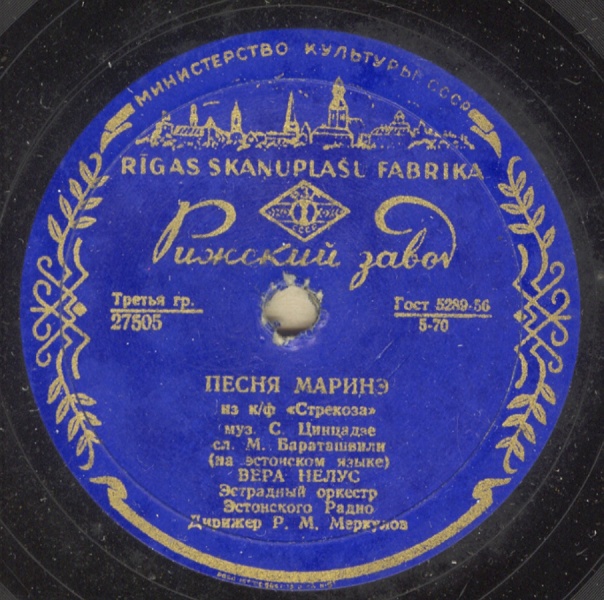 МИНИСТЕРСТВО КУЛЬТУРЫ СССР
RĪGAS SKAŅUPLAŠU FABRIKA
СССР
Рижский завод
Третья гр.
27505
Гост 5289-56
5-70
ПЕСНЯ МАРИНЭ
из к/ф «Стрекоза»
муз. С. Цинцадзе
сл. М. Бараташвили
(на эстонском языке)
ВЕРА НЕЛУС
Эстрадный оркестр
Эстонского Радио
Дирижер Р. М. Меркулов